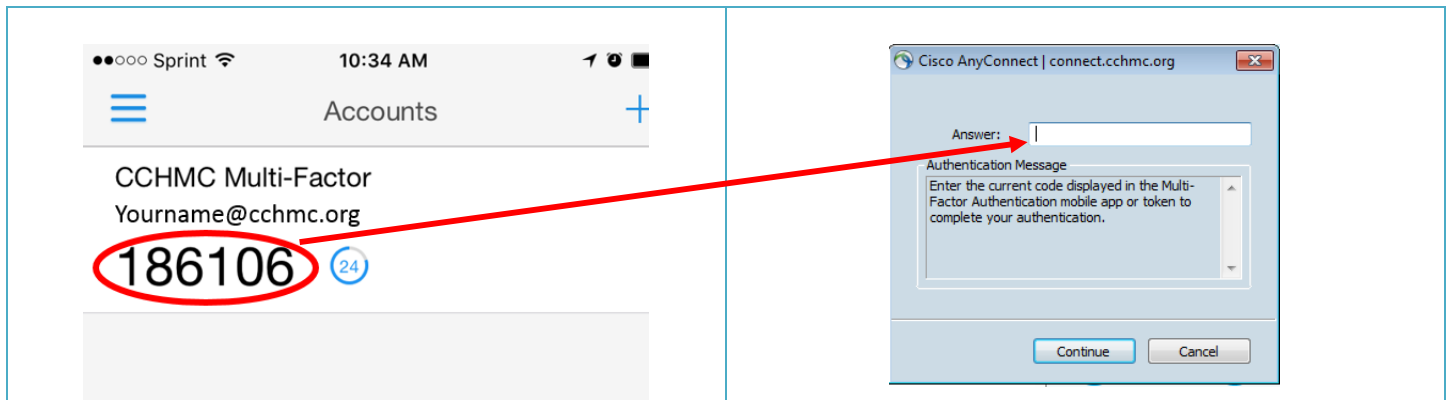 Sprint 10:34 AM
Accounts
CCHMC Multi-Factor
Yourname@cchmc.org
186106 24
Cisco AnyConnect | connect.cchmc.org
Answer:
Authentication Message
Enter the current code displayed in the Multi-
Factor Authentication mobile app or token to
complete your authentication.
Continue Cancel